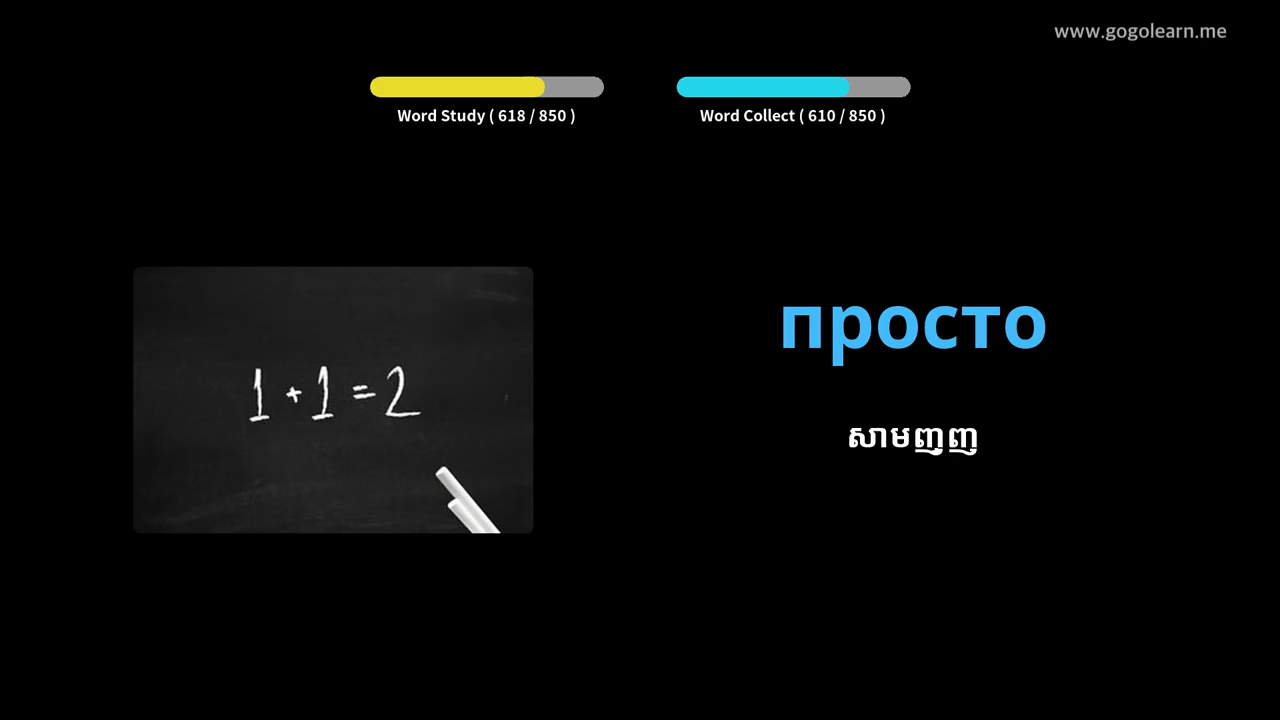 www.gogolearn.me
Word Study ( 618 / 850 )
Word Collect ( 610 / 850 )
1 + 1 = 2
просто
សាមញ្ញ